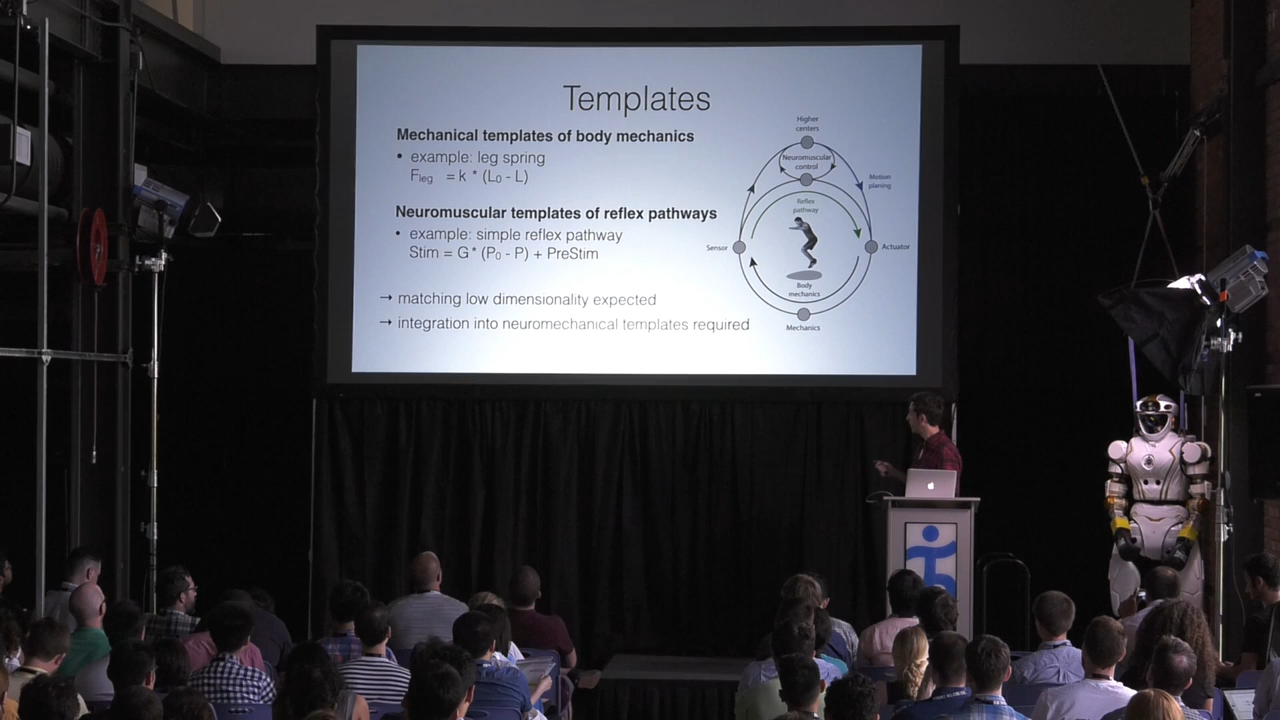 Templates
Mechanical templates of body mechanics
• example: leg spring
Fleg = k * (L0 - L)
Neuromuscular templates of reflex pathways
• example: simple reflex pathway
Stim = G* (P0 - P) + PreStim
→ matching low dimensionality expected
→ integration into neuromechanical templates required
Higher
centers
Neuromuscular
control
Motion
planing
Reflex
pathway
Sensor
Actuator
Body
mechanics
Mechanics